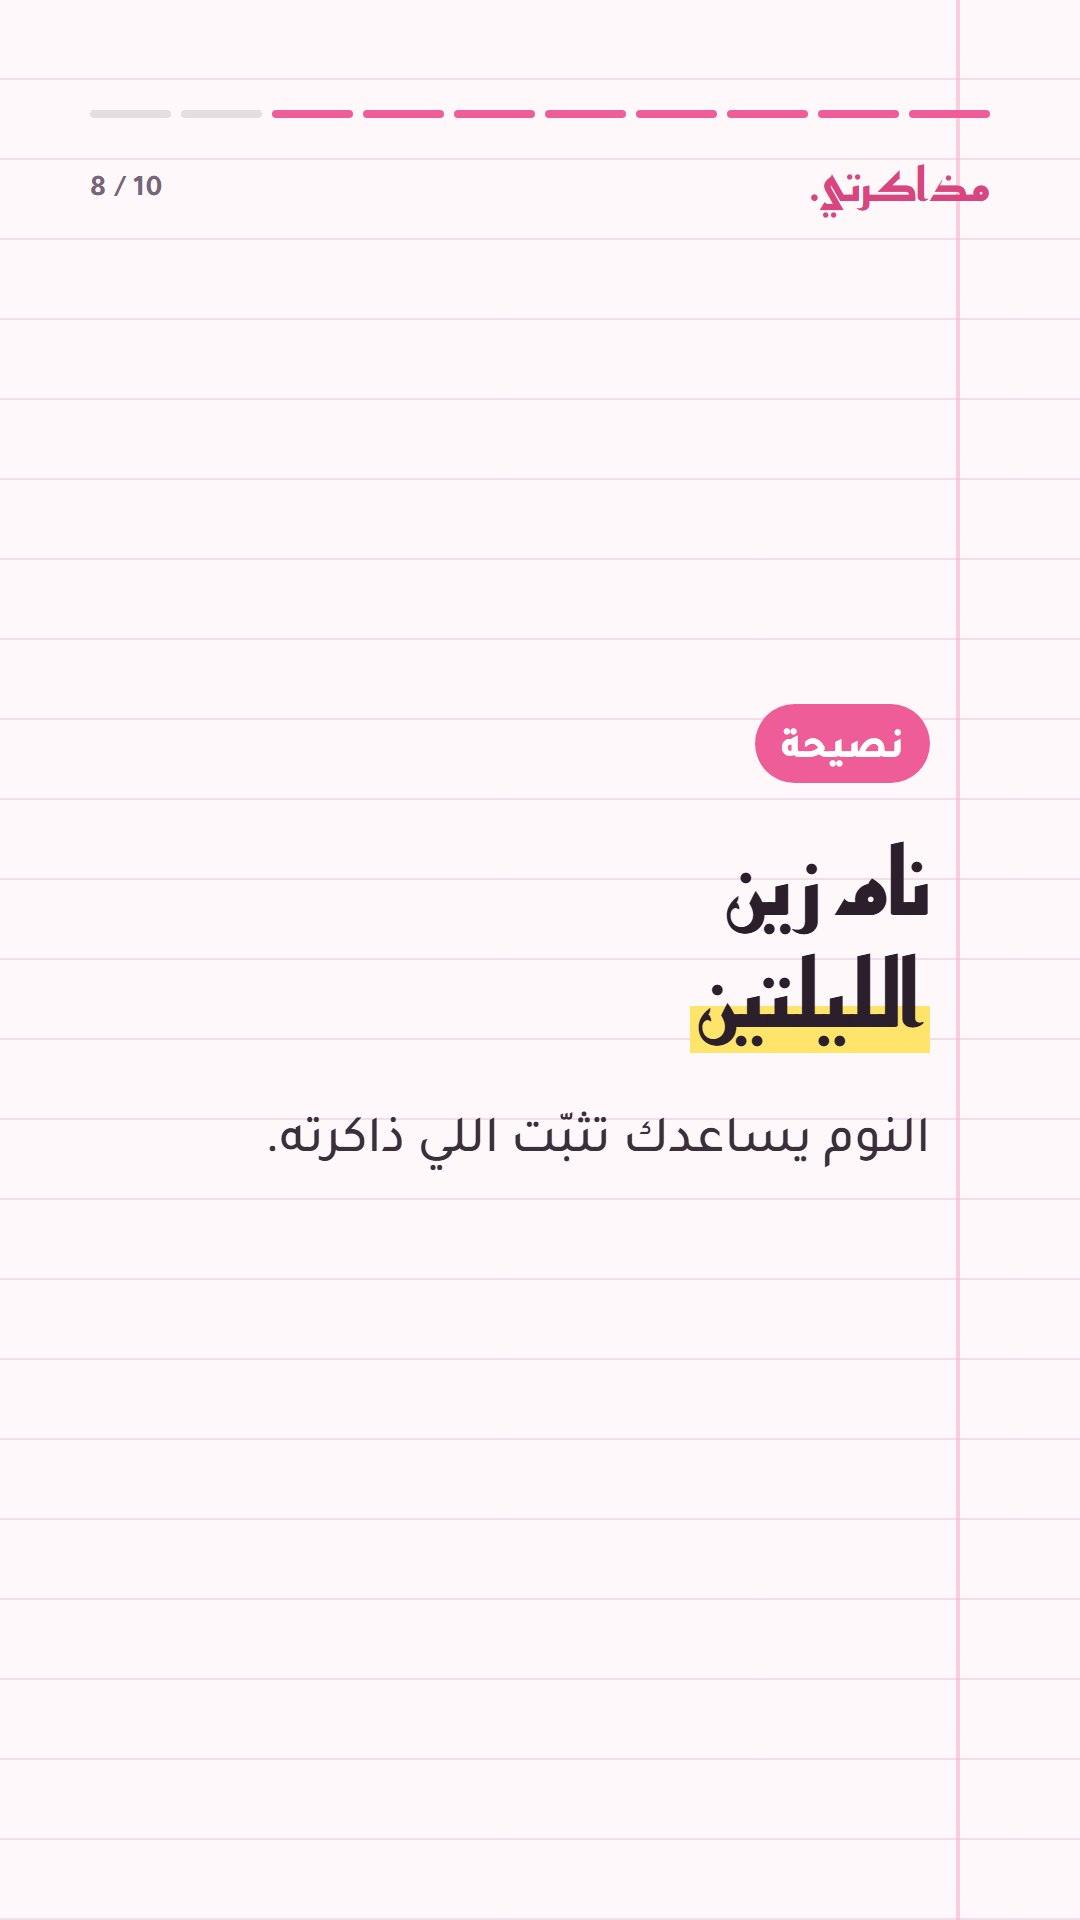 مذاكرتي.
8 / 10
نصيحة
نام زين
الليلتين
النوم يساعدك تثبّت اللي ذاكرته.